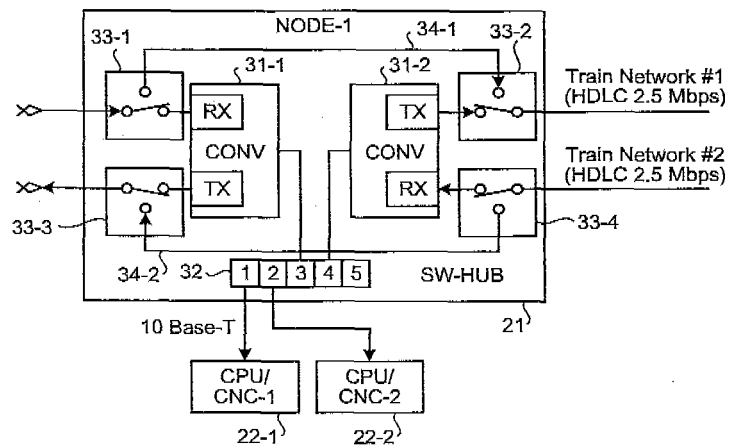 NODE-1
34-1
33-2
33-1
31-1
31-2
Train Network #1
(HDLC 2.5 Mbps)
RX
TX
CONV
CONV
Train Network #2
(HDLC 2.5 Mbps)
TX
RX
33-3
33-4
34-2
32
1 2 3 4 5
SW-HUB
10 Base-T
21
CPU/
CNC-1
CPU/
CNC-2
22-1
22-2